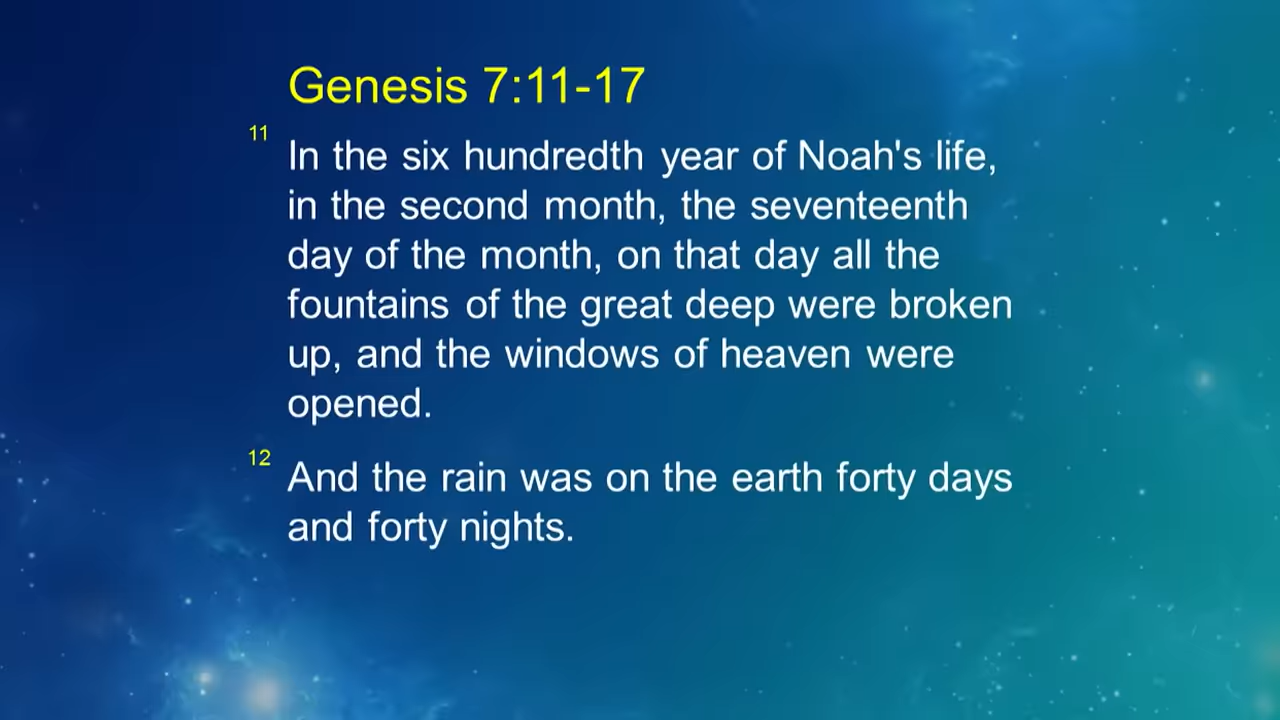 Genesis 7:11-17
11 In the six hundredth year of Noah's life,
in the second month, the seventeenth
day of the month, on that day all the
fountains of the great deep were broken
up, and the windows of heaven were
opened.
12 And the rain was on the earth forty days
and forty nights.